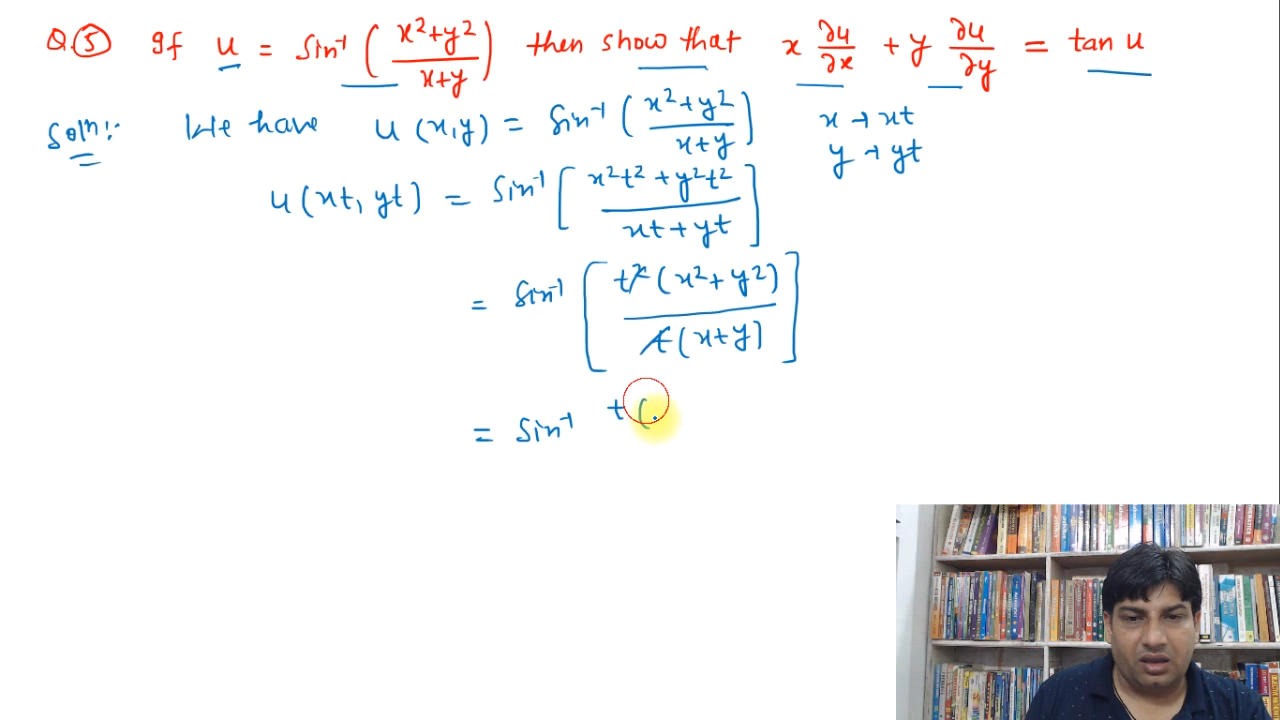 Q.5 If u = sin⁻¹ ( (x²+y²)/(x+y) ) then show that x ∂u/∂x + y ∂u/∂y = tan u
Soln:- We have u(x,y) = sin⁻¹ ( (x²+y²)/(x+y) ) x → xt
y → yt
u(xt, yt) = sin⁻¹ [ (x²t² + y²t²)/(xt + yt) ]
= sin⁻¹ [ t²(x²+y²)/t(x+y) ]
= sin⁻¹ t (